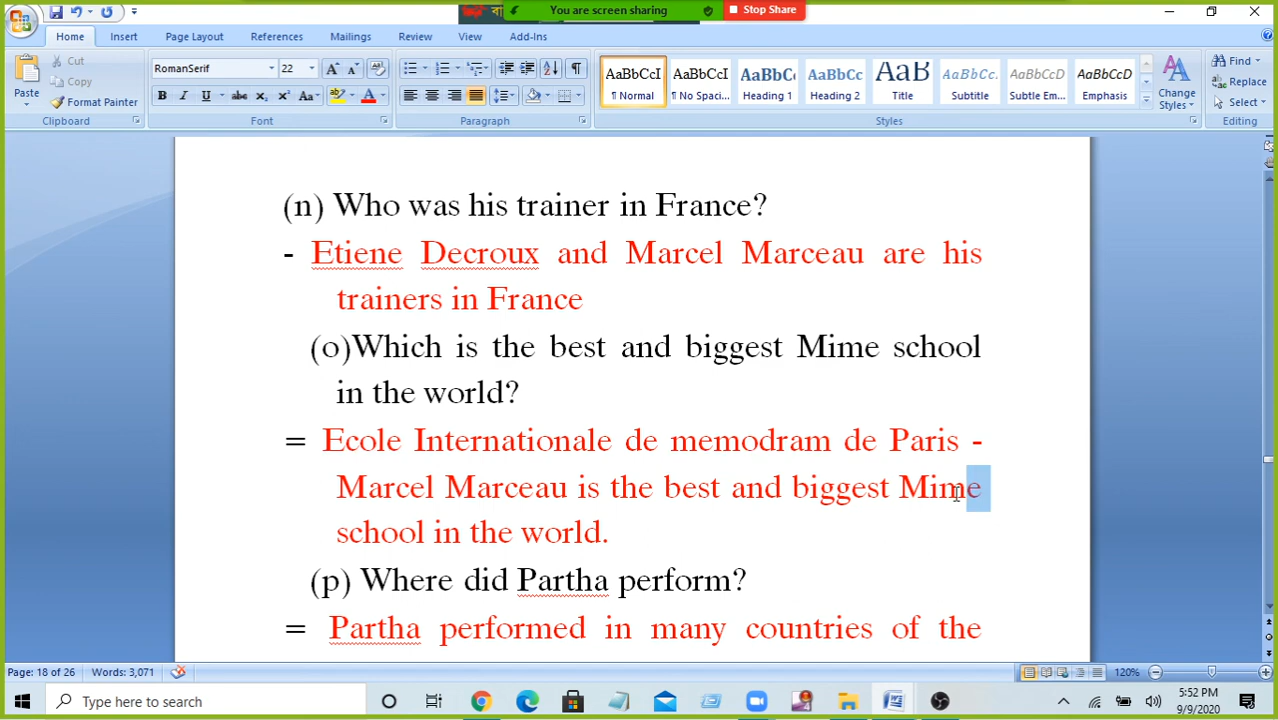 You are screen sharing
Stop Share
Home Insert Page Layout References Mailings Review View Add-Ins
Cut
Copy
Format Painter
Paste
Clipboard
RomanSerif 22
Font
Paragraph
AaBbCcI AaBbCcI AaBbCc AaBbCc AaB AaBbCc. AaBbCcD AaBbCcD
¶ Normal ¶ No Spaci... Heading 1 Heading 2 Title Subtitle Subtle Em... Emphasis
Change Styles
Styles
Find
Replace
Select
Editing
(n) Who was his trainer in France?
- Etiene Decroux and Marcel Marceau are his
trainers in France
(o)Which is the best and biggest Mime school
in the world?
= Ecole Internationale de memodram de Paris -
Marcel Marceau is the best and biggest Mime
school in the world.
(p) Where did Partha perform?
= Partha performed in many countries of the
Page: 18 of 26 Words: 3,071 120%
Type here to search
5:52 PM
9/9/2020